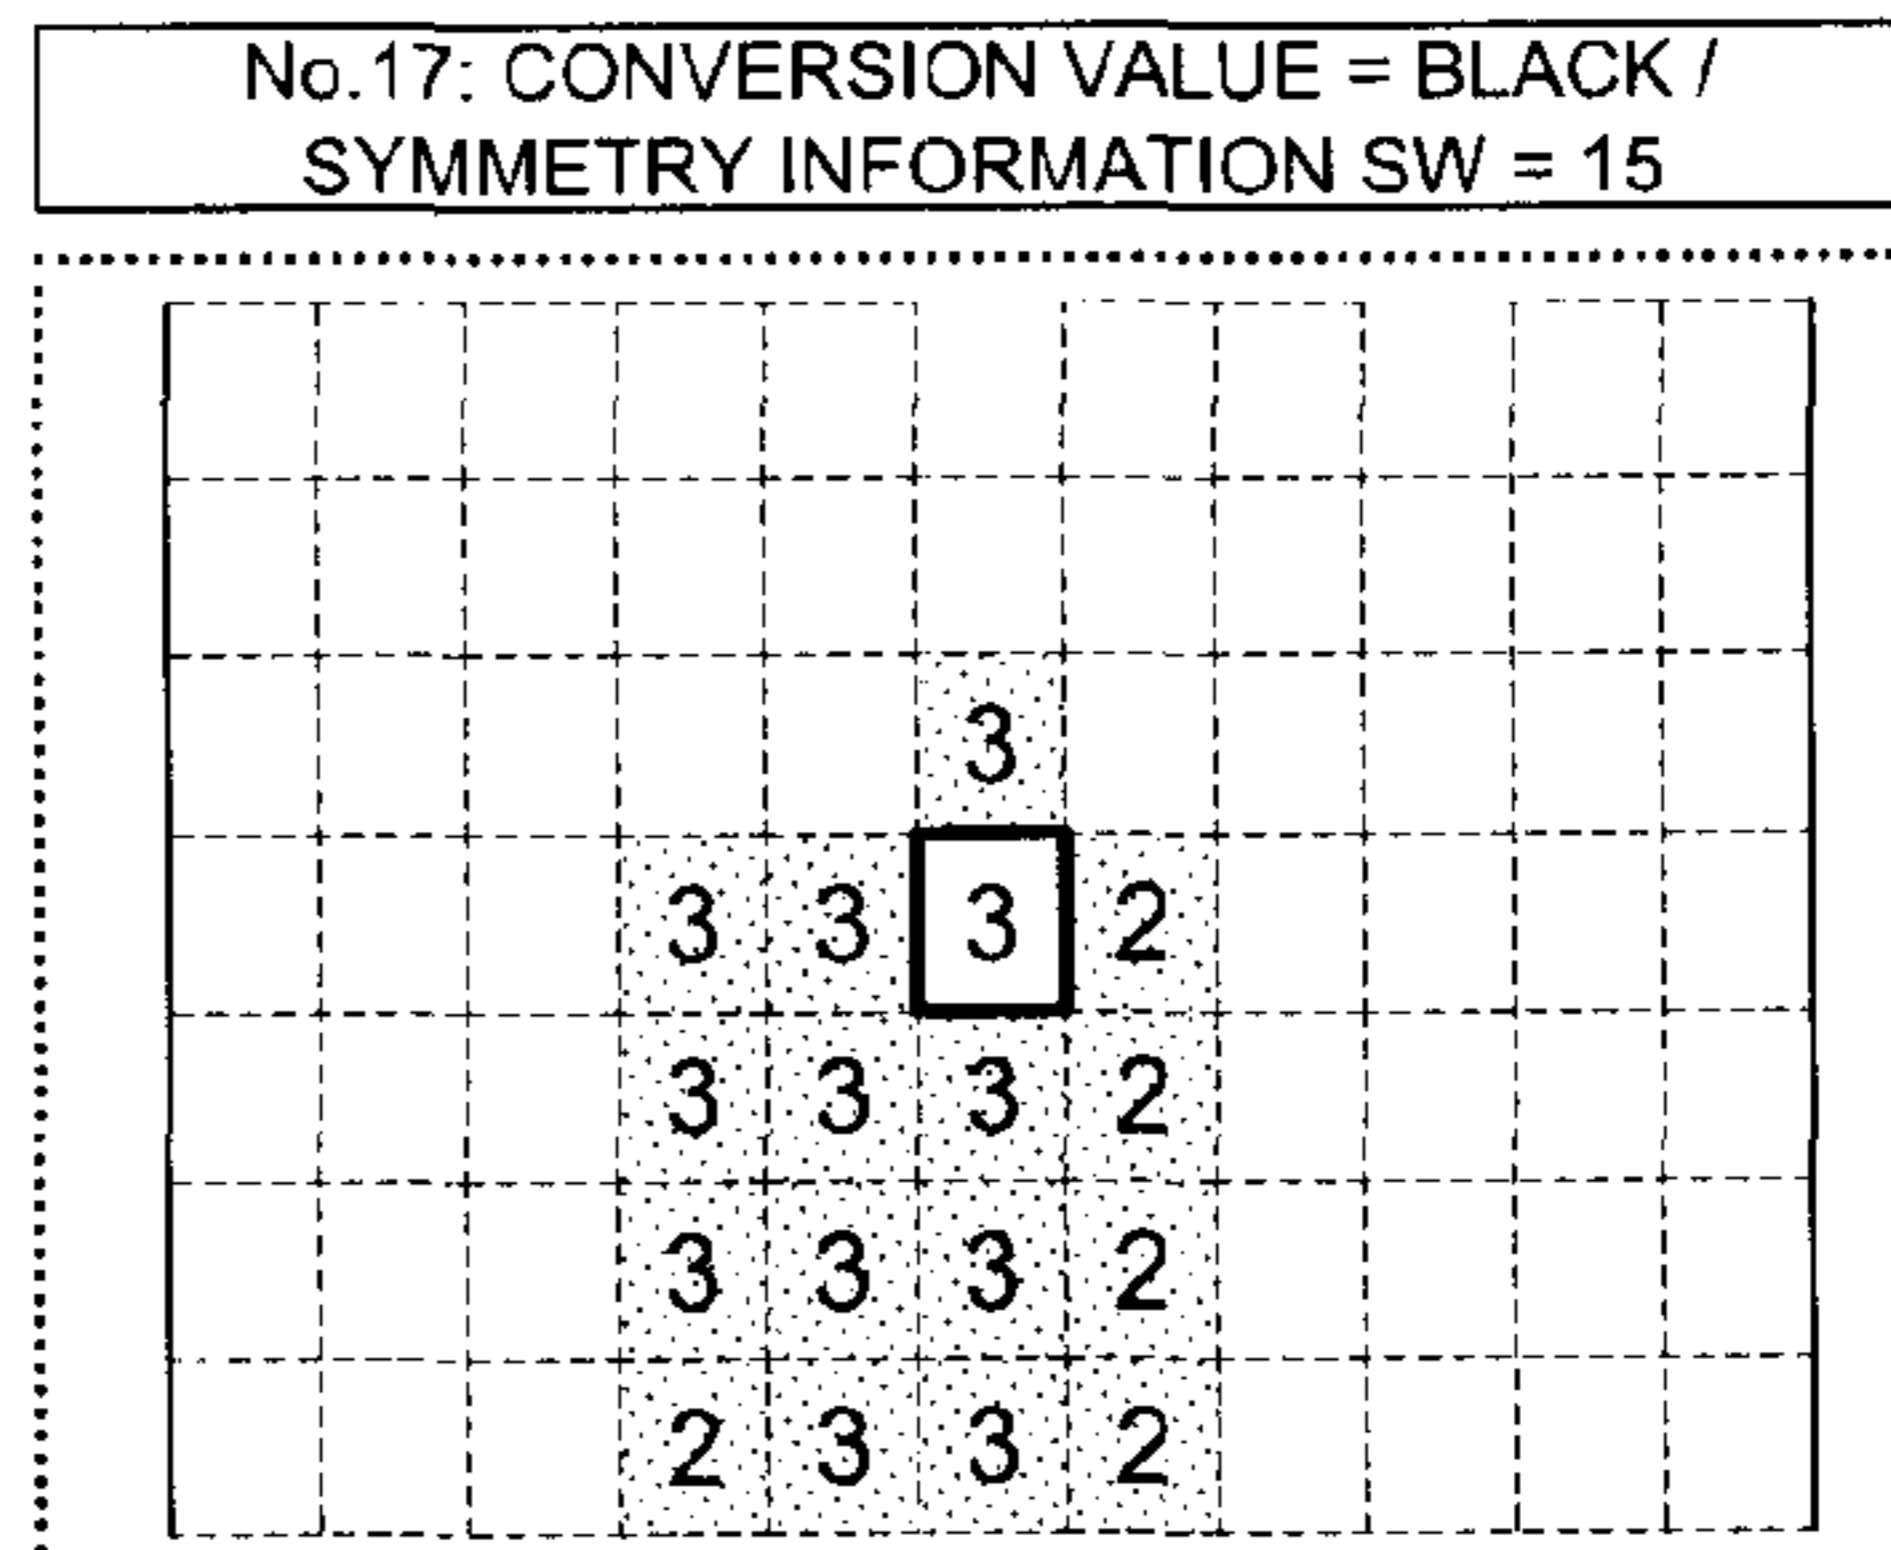 No.17: CONVERSION VALUE = BLACK /
SYMMETRY INFORMATION SW = 15
3
3 3 3 2
3 3 3 2
3 3 3 2
2 3 3 2